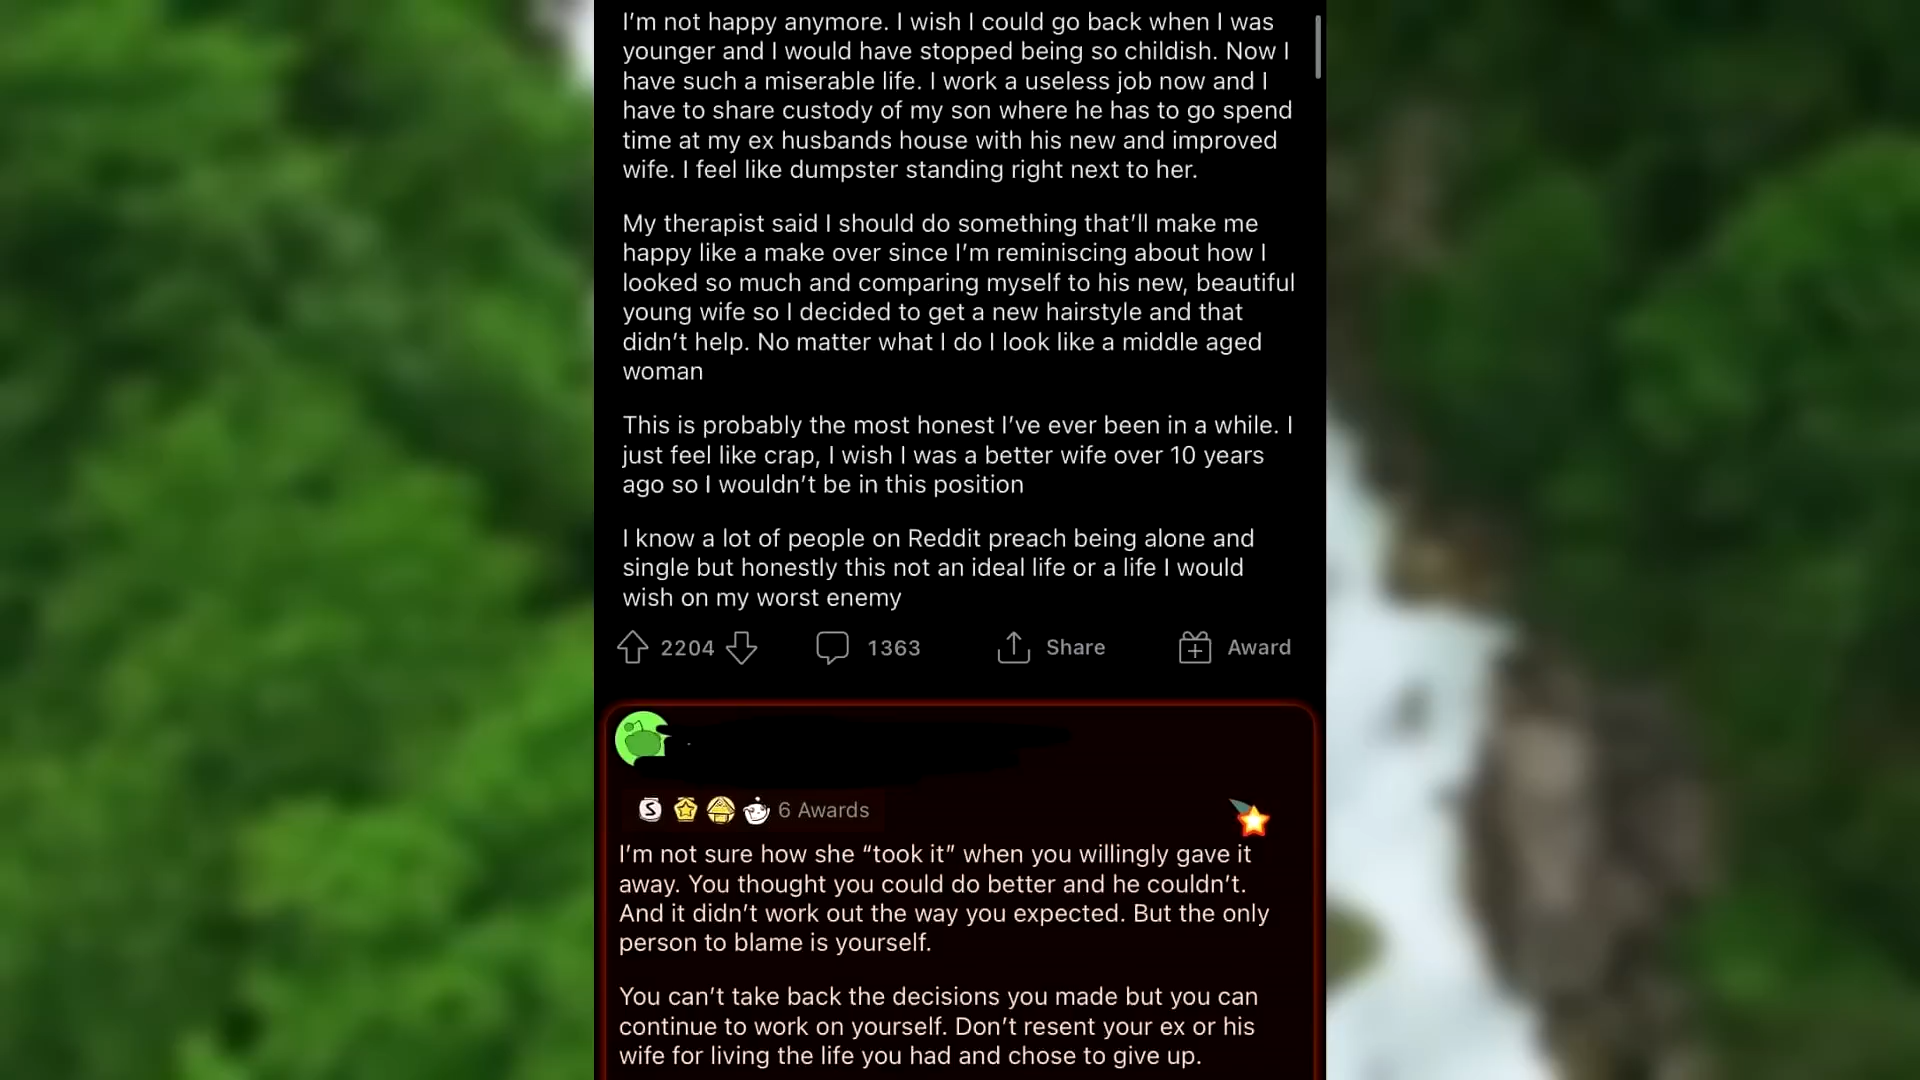 I’m not happy anymore. I wish I could go back when I was
younger and I would have stopped being so childish. Now I
have such a miserable life. I work a useless job now and I
have to share custody of my son where he has to go spend
time at my ex husbands house with his new and improved
wife. I feel like dumpster standing right next to her.
My therapist said I should do something that’ll make me
happy like a make over since I’m reminiscing about how I
looked so much and comparing myself to his new, beautiful
young wife so I decided to get a new hairstyle and that
didn’t help. No matter what I do I look like a middle aged
woman
This is probably the most honest I’ve ever been in a while. I
just feel like crap, I wish I was a better wife over 10 years
ago so I wouldn’t be in this position
I know a lot of people on Reddit preach being alone and
single but honestly this not an ideal life or a life I would
wish on my worst enemy
2204 1363 Share Award
S 6 Awards
I’m not sure how she “took it” when you willingly gave it
away. You thought you could do better and he couldn’t.
And it didn’t work out the way you expected. But the only
person to blame is yourself.
You can’t take back the decisions you made but you can
continue to work on yourself. Don’t resent your ex or his
wife for living the life you had and chose to give up.